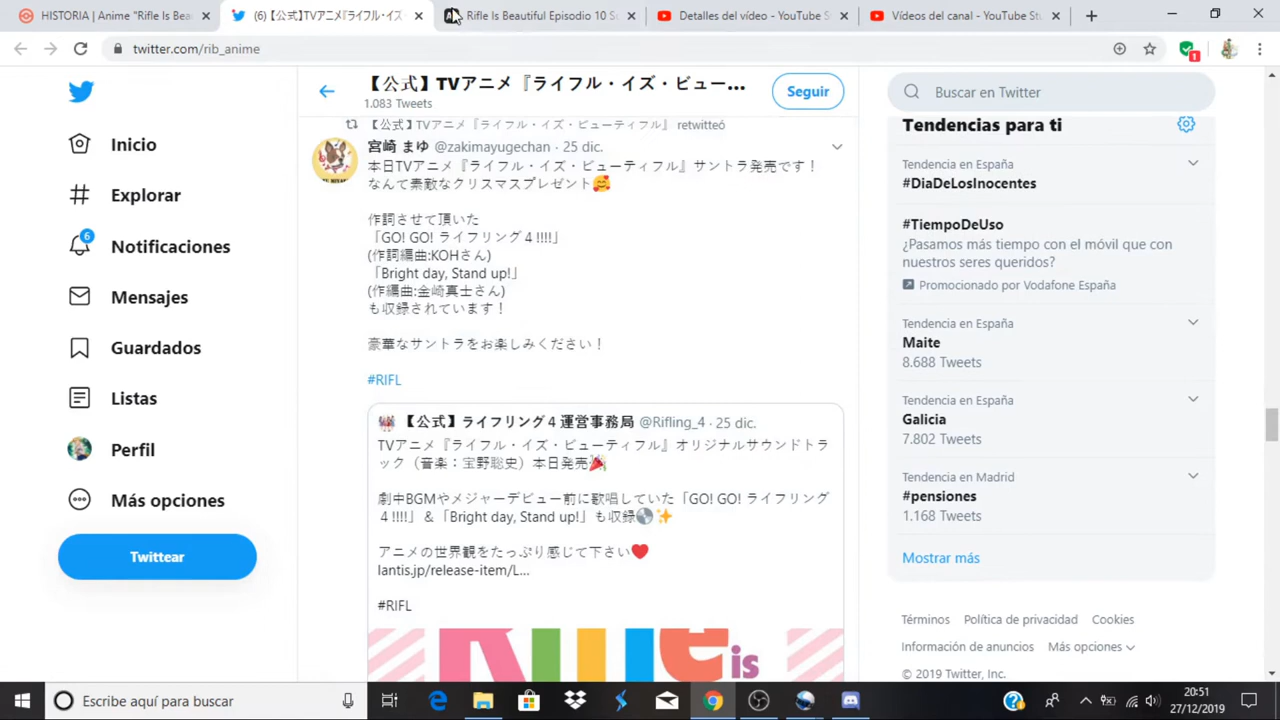 HISTORIA | Anime "Rifle Is Beau
(6) 【公式】TVアニメ『ライフル・イズ
Rifle Is Beautiful Episodio 10 S
Detalles del vídeo - YouTube S
Vídeos del canal - YouTube Stu
twitter.com/rib_anime
1
Inicio
Explorar
6
Notificaciones
Mensajes
Guardados
Listas
Perfil
Más opciones
Twittear
【公式】TVアニメ『ライフル・イズ・ビュー...
1.083 Tweets
Seguir
【公式】TVアニメ『ライフル・イズ・ビューティフル』 retwitteó
宮崎 まゆ @zakimayugechan · 25 dic.
本日TVアニメ『ライフル・イズ・ビューティフル』サントラ発売です！
なんて素敵なクリスマスプレゼント🥰
作詞させて頂いた
「GO! GO! ライフリング４!!!!」
(作詞編曲:KOHさん)
「Bright day, Stand up!」
(作編曲:金崎真士さん)
も収録されています！
豪華なサントラをお楽しみください！
#RIFL
【公式】ライフリング４運営事務局 @Rifling_4 · 25 dic.
TVアニメ『ライフル・イズ・ビューティフル』オリジナルサウンドトラ
ック（音楽：宝野聡史）本日発売🎉
劇中BGMやメジャーデビュー前に歌唱していた「GO! GO! ライフリング
４!!!!」＆「Bright day, Stand up!」も収録💿✨
アニメの世界観をたっぷり感じて下さい❤️
lantis.jp/release-item/L...
#RIFL
Rifle is
Buscar en Twitter
Tendencias para ti
Tendencia en España
#DiaDeLosInocentes
#TiempoDeUso
¿Pasamos más tiempo con el móvil que con
nuestros seres queridos?
Promocionado por Vodafone España
Tendencia en España
Maite
8.688 Tweets
Tendencia en España
Galicia
7.802 Tweets
Tendencia en Madrid
#pensiones
1.168 Tweets
Mostrar más
Términos Política de privacidad Cookies
Información de anuncios Más opciones
© 2019 Twitter, Inc.
Escribe aquí para buscar
20:51
27/12/2019